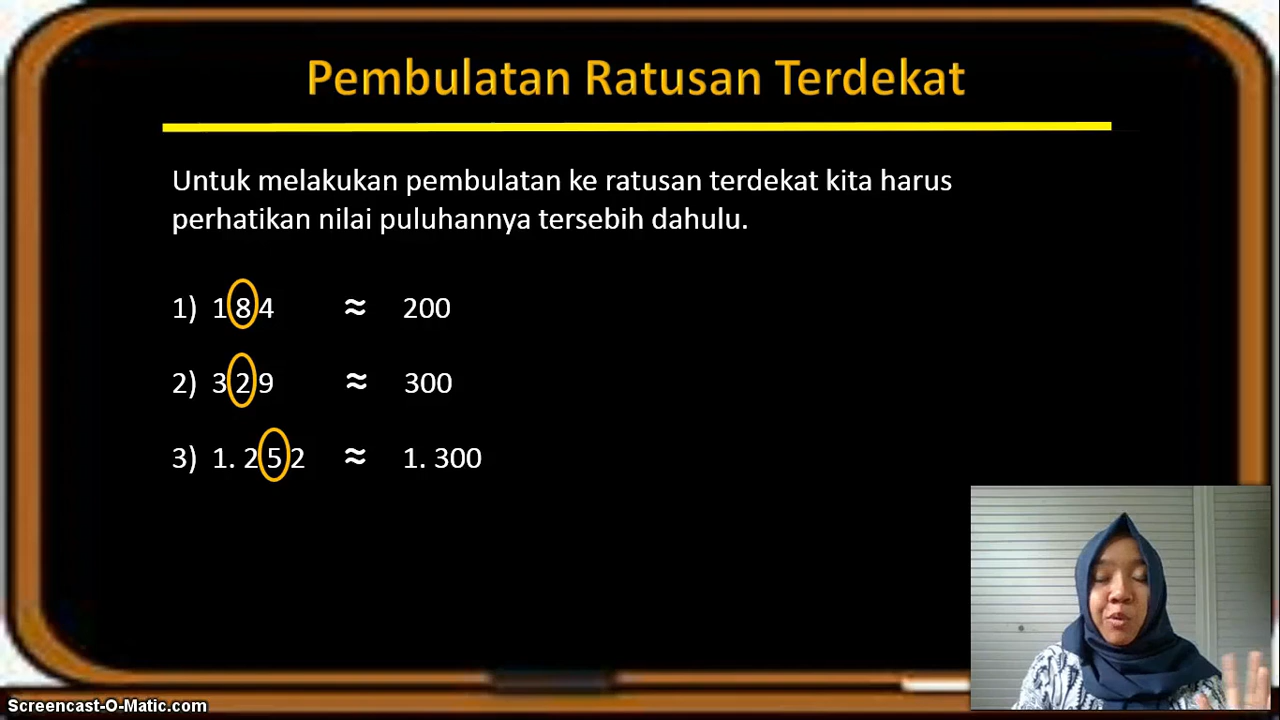 Pembulatan Ratusan Terdekat
Untuk melakukan pembulatan ke ratusan terdekat kita harus
perhatikan nilai puluhannya tersebih dahulu.
1) 184 ≈ 200
2) 329 ≈ 300
3) 1. 252 ≈ 1. 300
Screencast-O-Matic.com